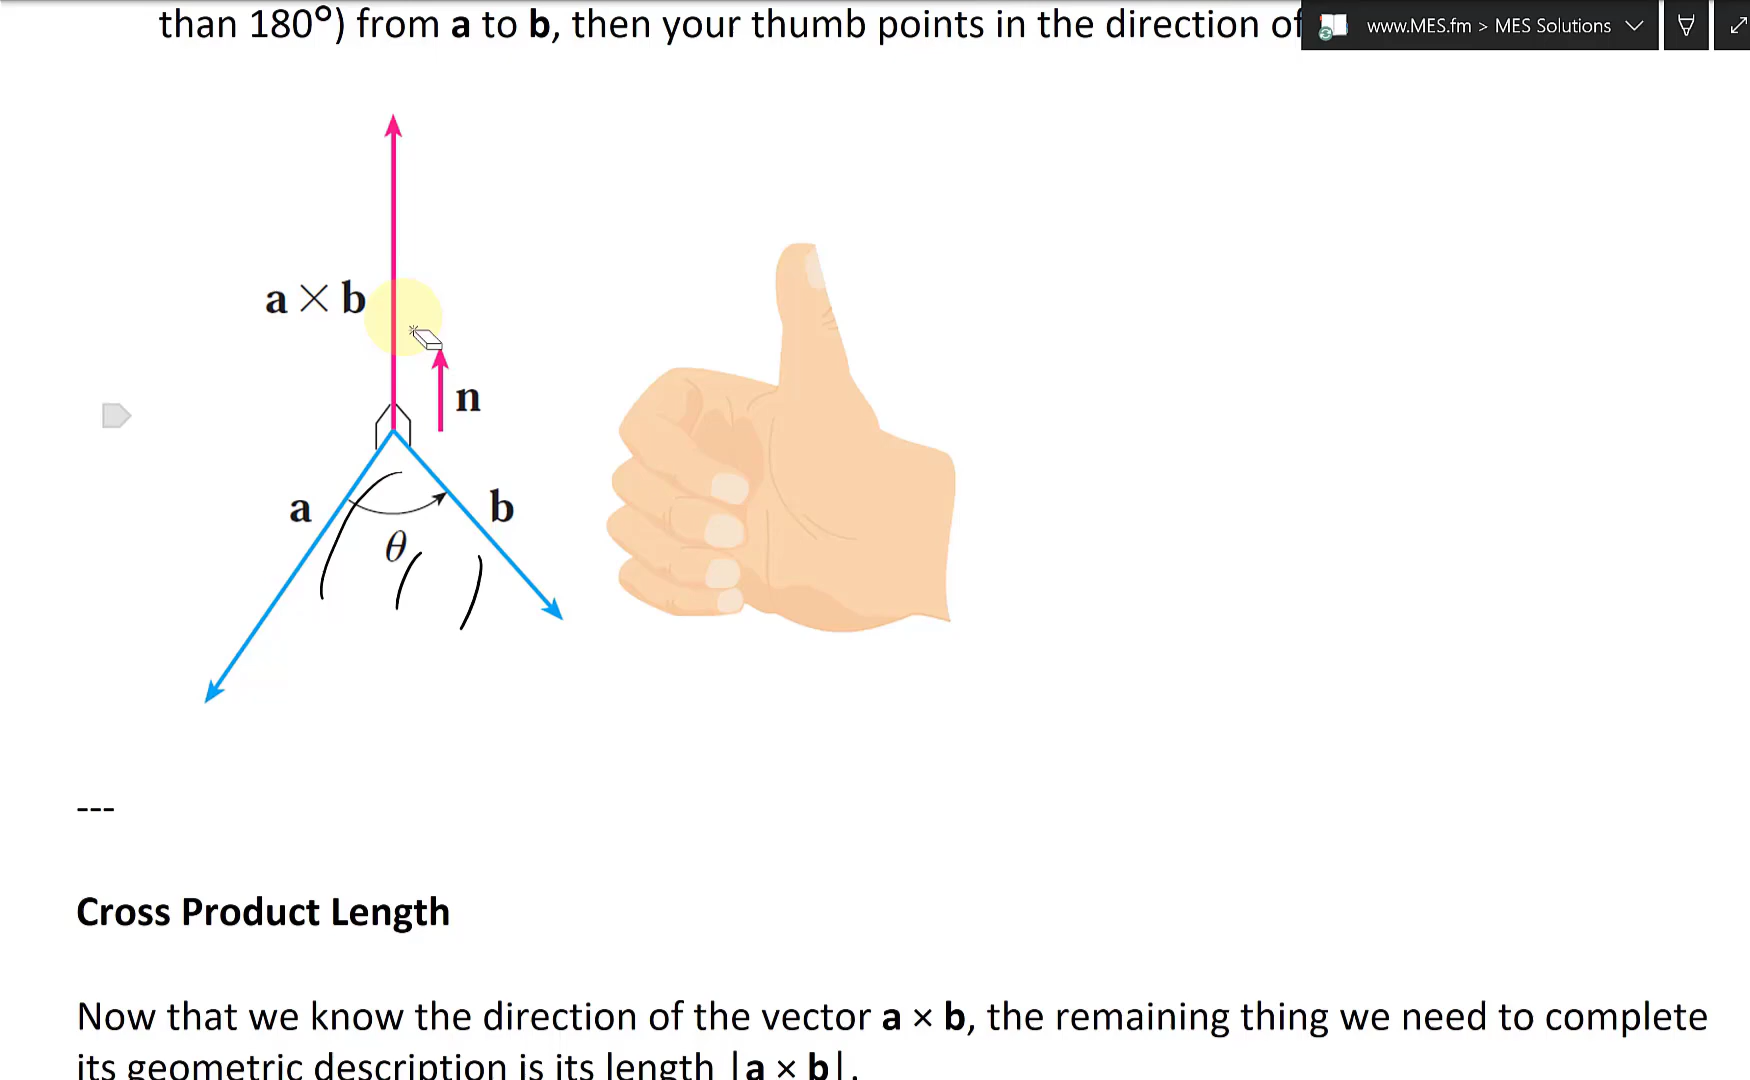 than 180°) from a to b, then your thumb points in the direction of
www.MES.fm > MES Solutions
a × b
n
a
b
θ
---
Cross Product Length
Now that we know the direction of the vector a × b, the remaining thing we need to complete
its geometric description is its length |a × b|.